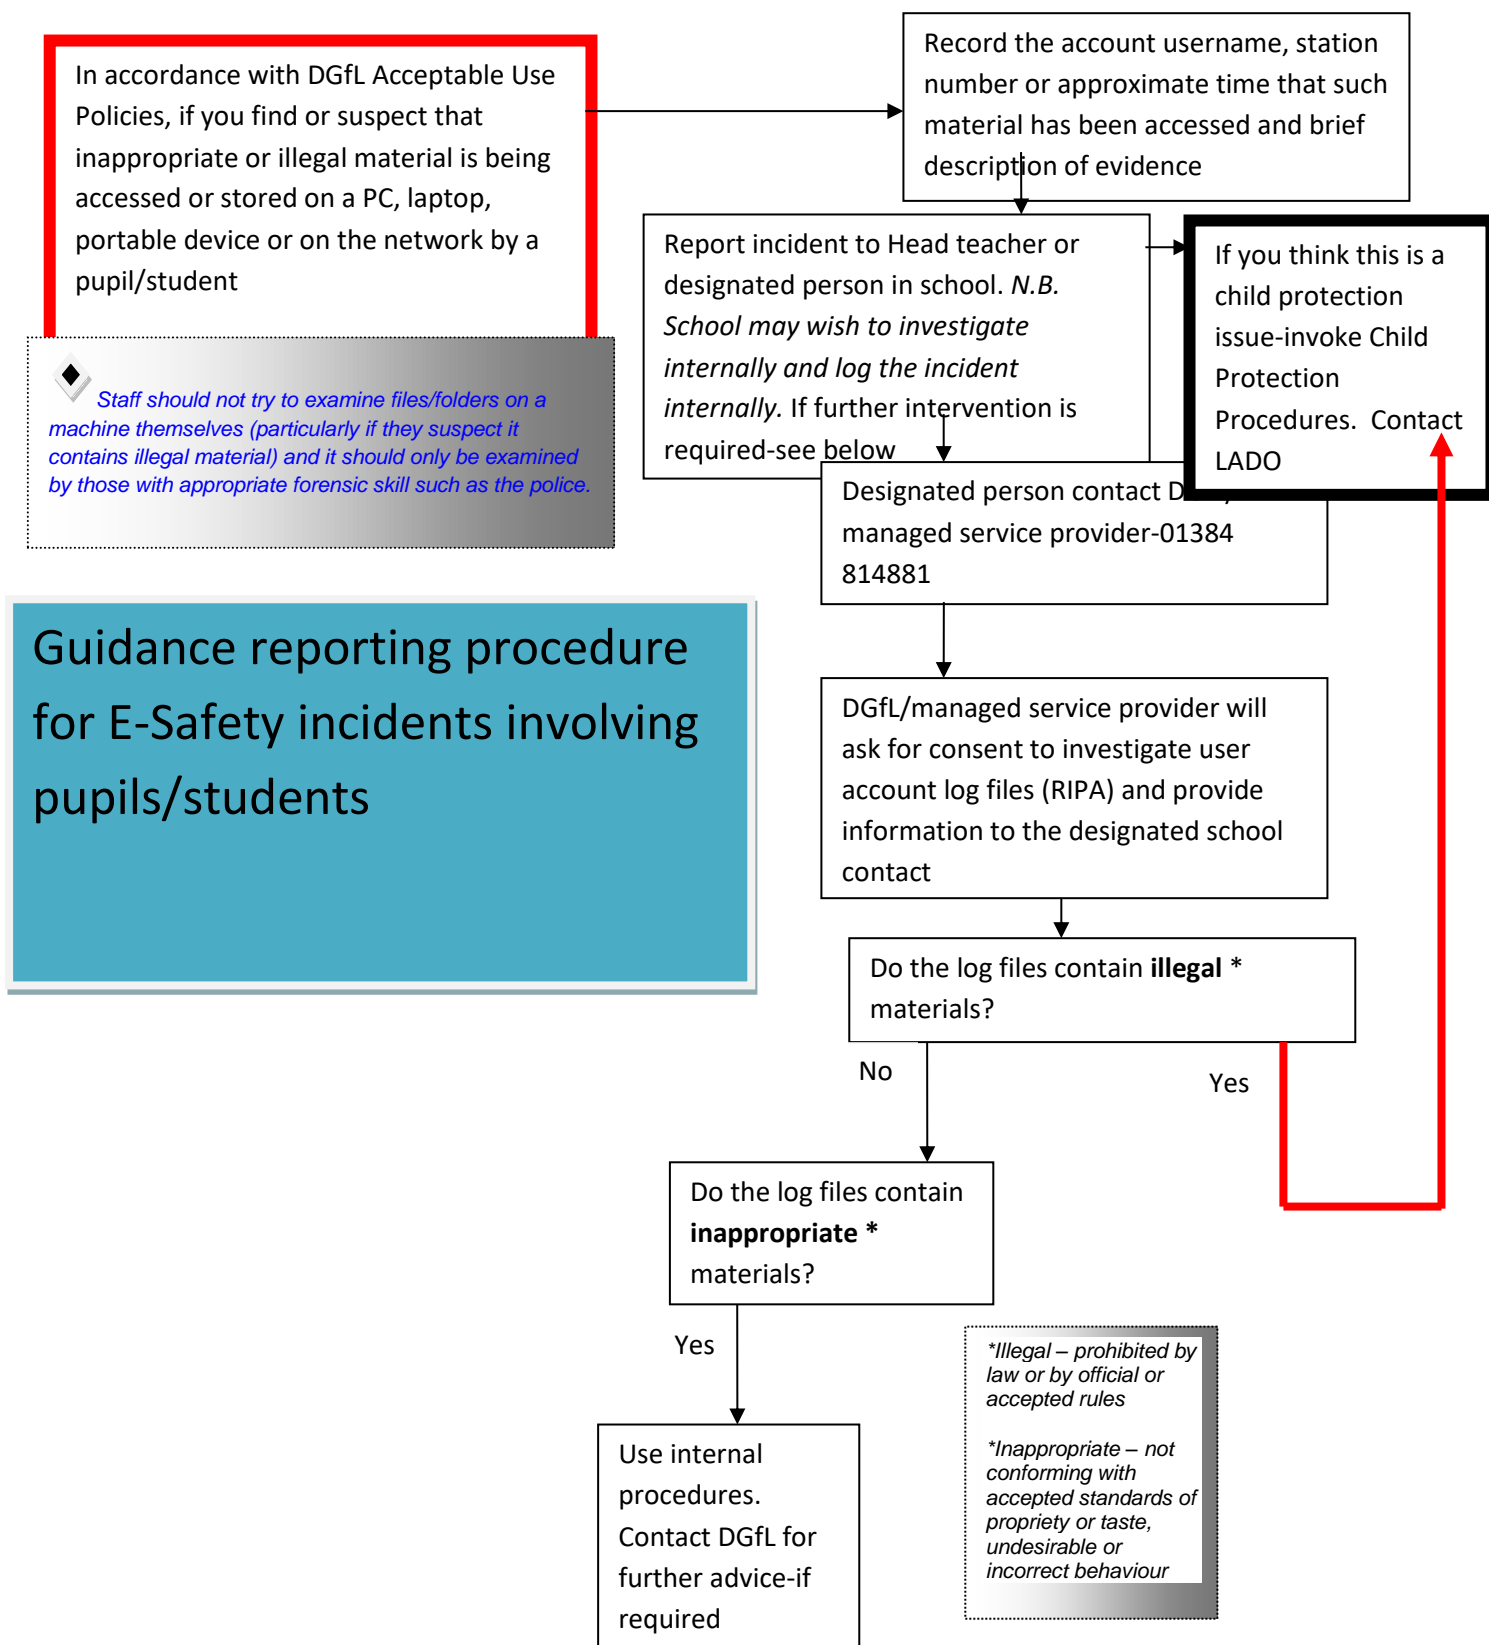 In accordance with DGfL Acceptable Use
Policies, if you find or suspect that
inappropriate or illegal material is being
accessed or stored on a PC, laptop,
portable device or on the network by a
pupil/student
Record the account username, station
number or approximate time that such
material has been accessed and brief
description of evidence
Report incident to Head teacher or
designated person in school. N.B.
School may wish to investigate
internally and log the incident
internally. If further intervention is
required-see below
If you think this is a
child protection
issue-invoke Child
Protection
Procedures.  Contact
LADO
Staff should not try to examine files/folders on a
machine themselves (particularly if they suspect it
contains illegal material) and it should only be examined
by those with appropriate forensic skill such as the police.
Designated person contact
managed service provider-01384
814881
Guidance reporting procedure
for E-Safety incidents involving
pupils/students
DGfL/managed service provider will
ask for consent to investigate user
account log files (RIPA) and provide
information to the designated school
contact
Do the log files contain illegal *
materials?
No
Yes
Do the log files contain
inappropriate *
materials?
Yes
*Illegal – prohibited by
law or by official or
accepted rules
*Inappropriate – not
conforming with
accepted standards of
propriety or taste,
undesirable or
incorrect behaviour
Use internal
procedures.
Contact DGfL for
further advice-if
required